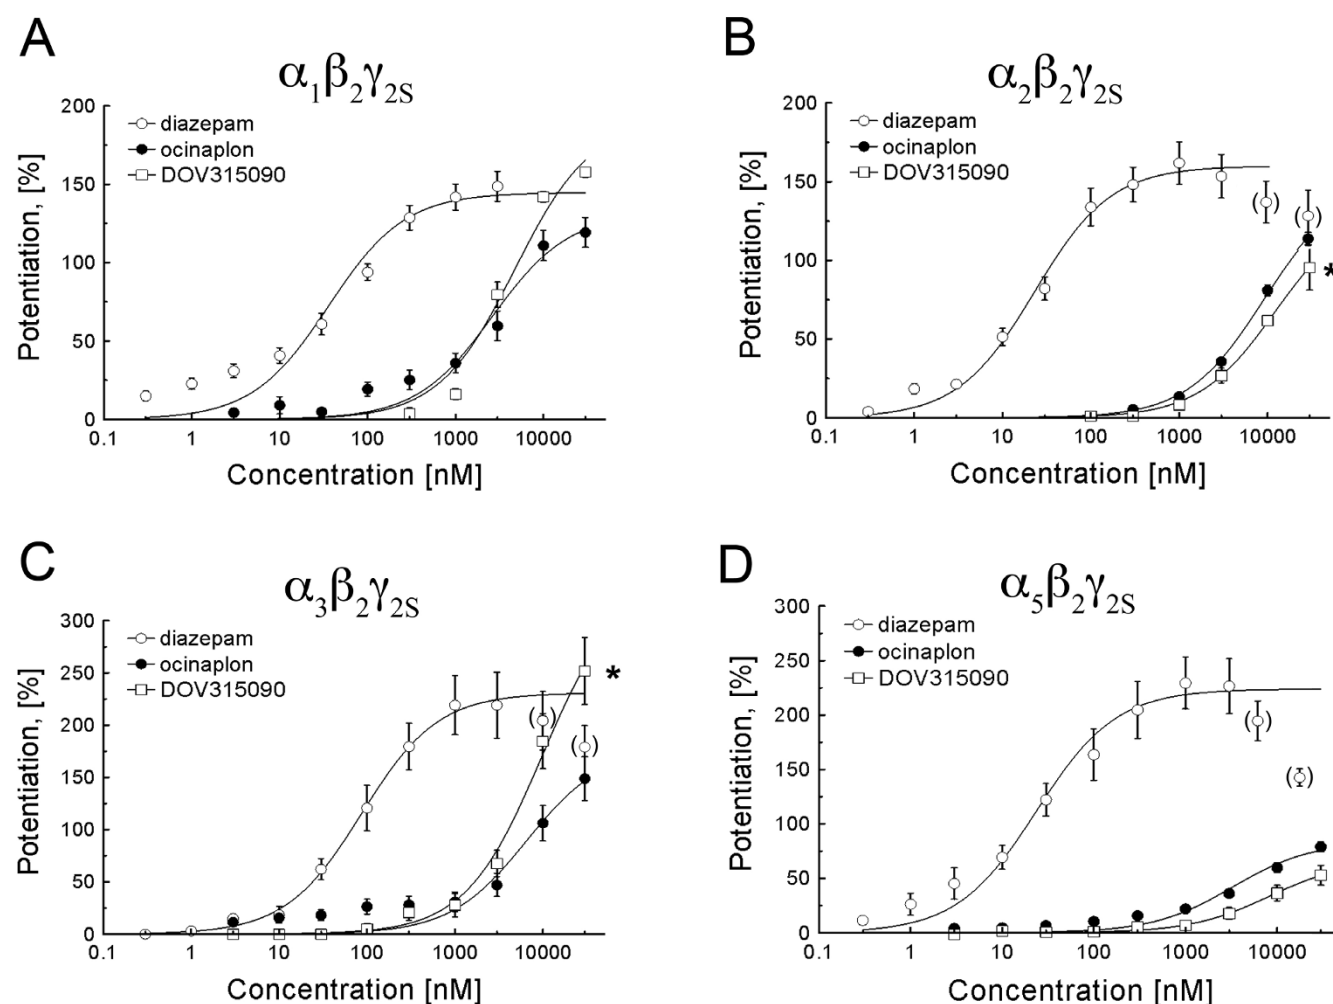 A
α1β2γ2S
200
150
100
50
0
Potentiation, [%]
diazepam
ocinaplon
DOV315090
0.1 1 10 100 1000 10000
Concentration [nM]
B
α2β2γ2S
200
150
100
50
0
Potentiation, [%]
diazepam
ocinaplon
DOV315090
( )
( )
*
0.1 1 10 100 1000 10000
Concentration [nM]
C
α3β2γ2S
300
250
200
150
100
50
0
Potentiation, [%]
diazepam
ocinaplon
DOV315090
( )
( )
*
0.1 1 10 100 1000 10000
Concentration [nM]
D
α5β2γ2S
300
250
200
150
100
50
0
Potentiation, [%]
diazepam
ocinaplon
DOV315090
( )
( )
0.1 1 10 100 1000 10000
Concentration [nM]